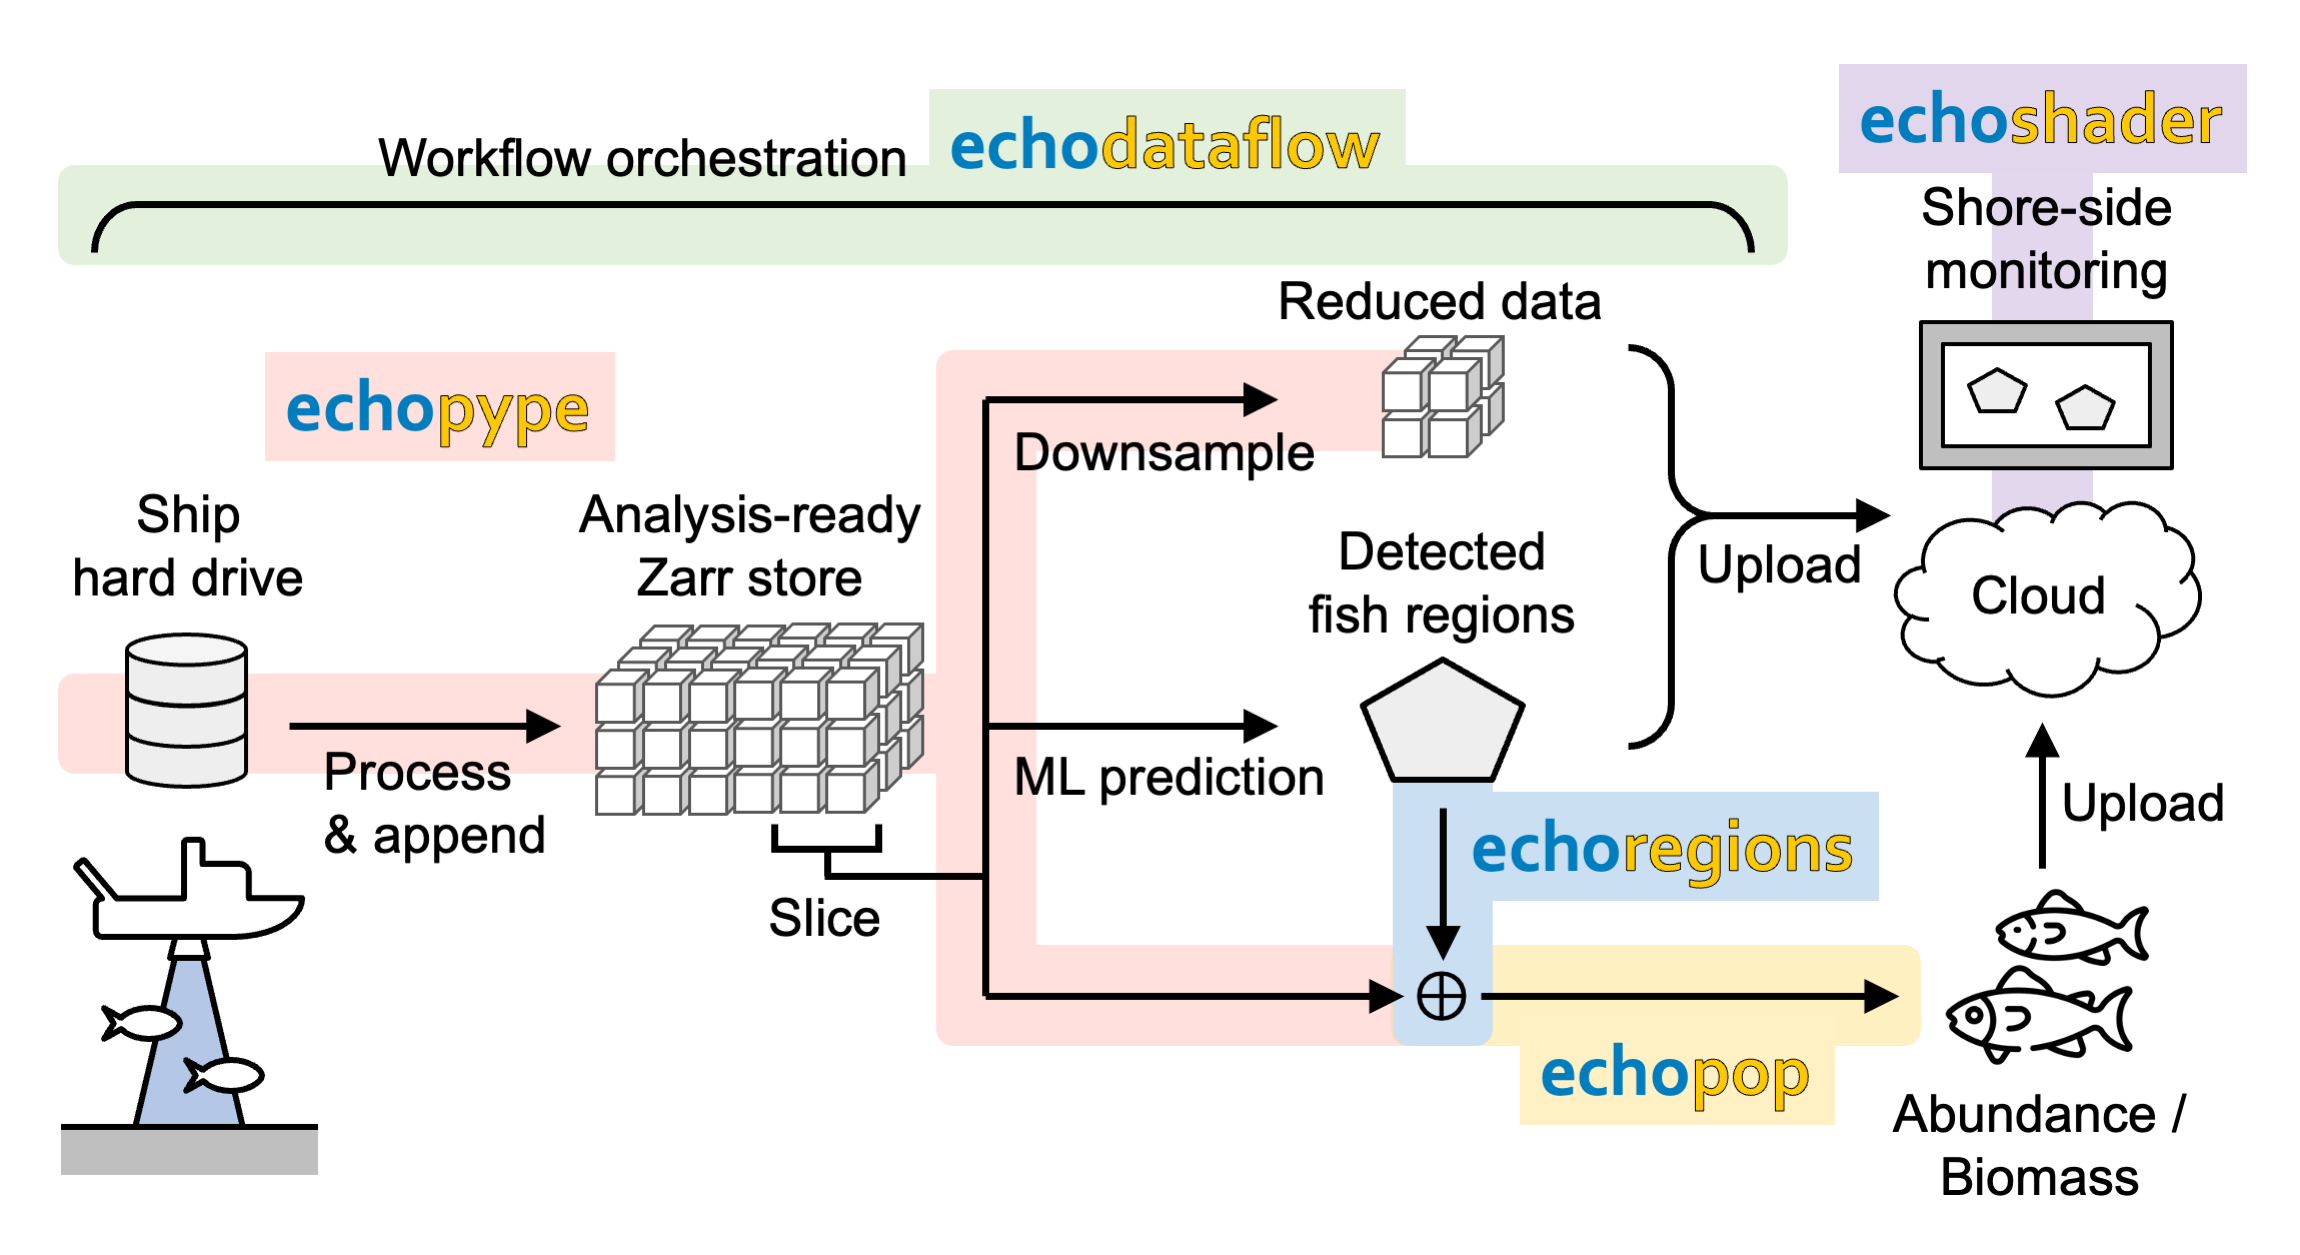 Workflow orchestration echodataflow
echoshader
Shore-side
monitoring
Reduced data
echopype
Downsample
Ship
hard drive
Analysis-ready
Zarr store
Detected
fish regions
Upload
Cloud
Process
& append
ML prediction
Slice
echoregions
Upload
echopop
Abundance /
Biomass